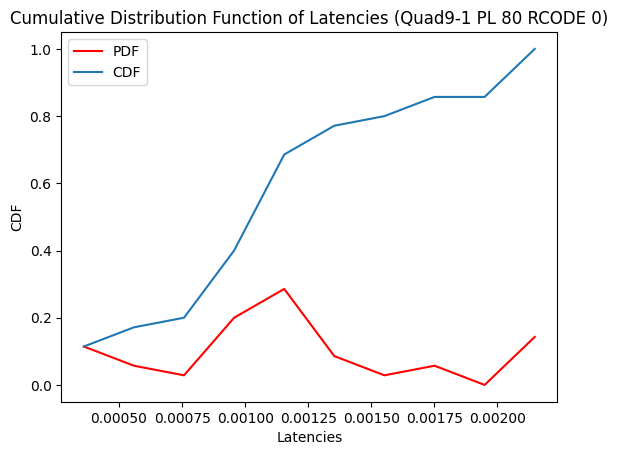 Cumulative Distribution Function of Latencies (Quad9-1 PL 80 RCODE 0)
PDF
CDF
CDF
1.0
0.8
0.6
0.4
0.2
0.0
0.00050 0.00075 0.00100 0.00125 0.00150 0.00175 0.00200
Latencies